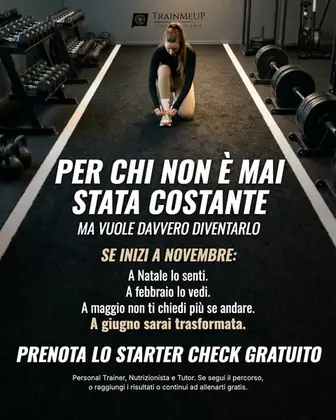 TRAINMEUP
PER CHI NON È MAI
STATA COSTANTE
MA VUOLE DAVVERO DIVENTARLO
SE INIZI A NOVEMBRE:
A Natale lo senti.
A febbraio lo vedi.
A maggio non ti chiedi più se andare.
A giugno sarai trasformata.
PRENOTA LO STARTER CHECK GRATUITO
Personal Trainer, Nutrizionista e Tutor. Se segui il percorso,
o raggiungi i risultati o continui ad allenarti gratis.